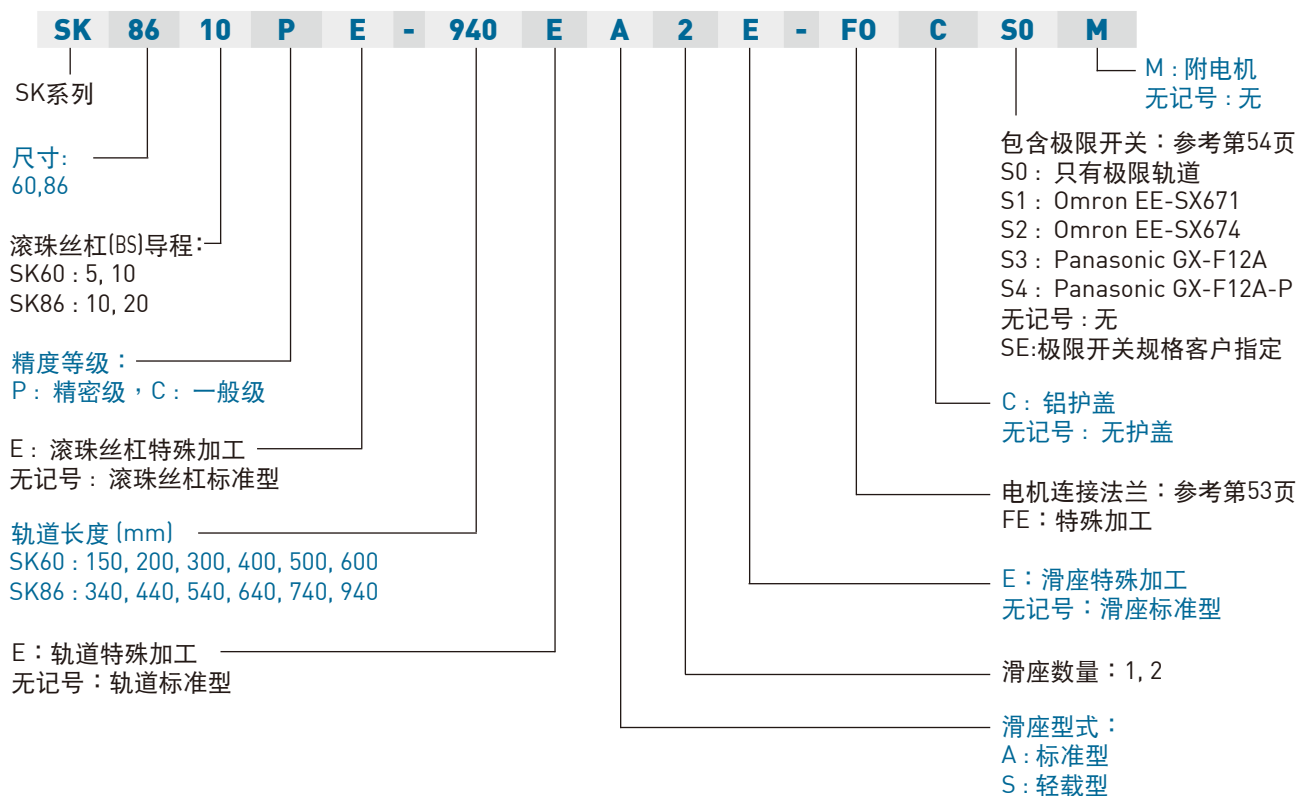 SK 86 10 P E - 940 E A 2 E - F0 C S0 M
SK系列
尺寸:
60,86
滚珠丝杠(BS)导程:
SK60 : 5, 10
SK86 : 10, 20
精度等级：
P : 精密级，C : 一般级
E : 滚珠丝杠特殊加工
无记号 : 滚珠丝杠标准型
轨道长度 (mm)
SK60 : 150, 200, 300, 400, 500, 600
SK86 : 340, 440, 540, 640, 740, 940
E：轨道特殊加工
无记号：轨道标准型
M : 附电机
无记号 : 无
包含极限开关：参考第54页
S0 : 只有极限轨道
S1 : Omron EE-SX671
S2 : Omron EE-SX674
S3 : Panasonic GX-F12A
S4 : Panasonic GX-F12A-P
无记号 : 无
SE:极限开关规格客户指定
C : 铝护盖
无记号 : 无护盖
电机连接法兰：参考第53页
FE：特殊加工
E：滑座特殊加工
无记号：滑座标准型
滑座数量：1, 2
滑座型式：
A : 标准型
S : 轻载型